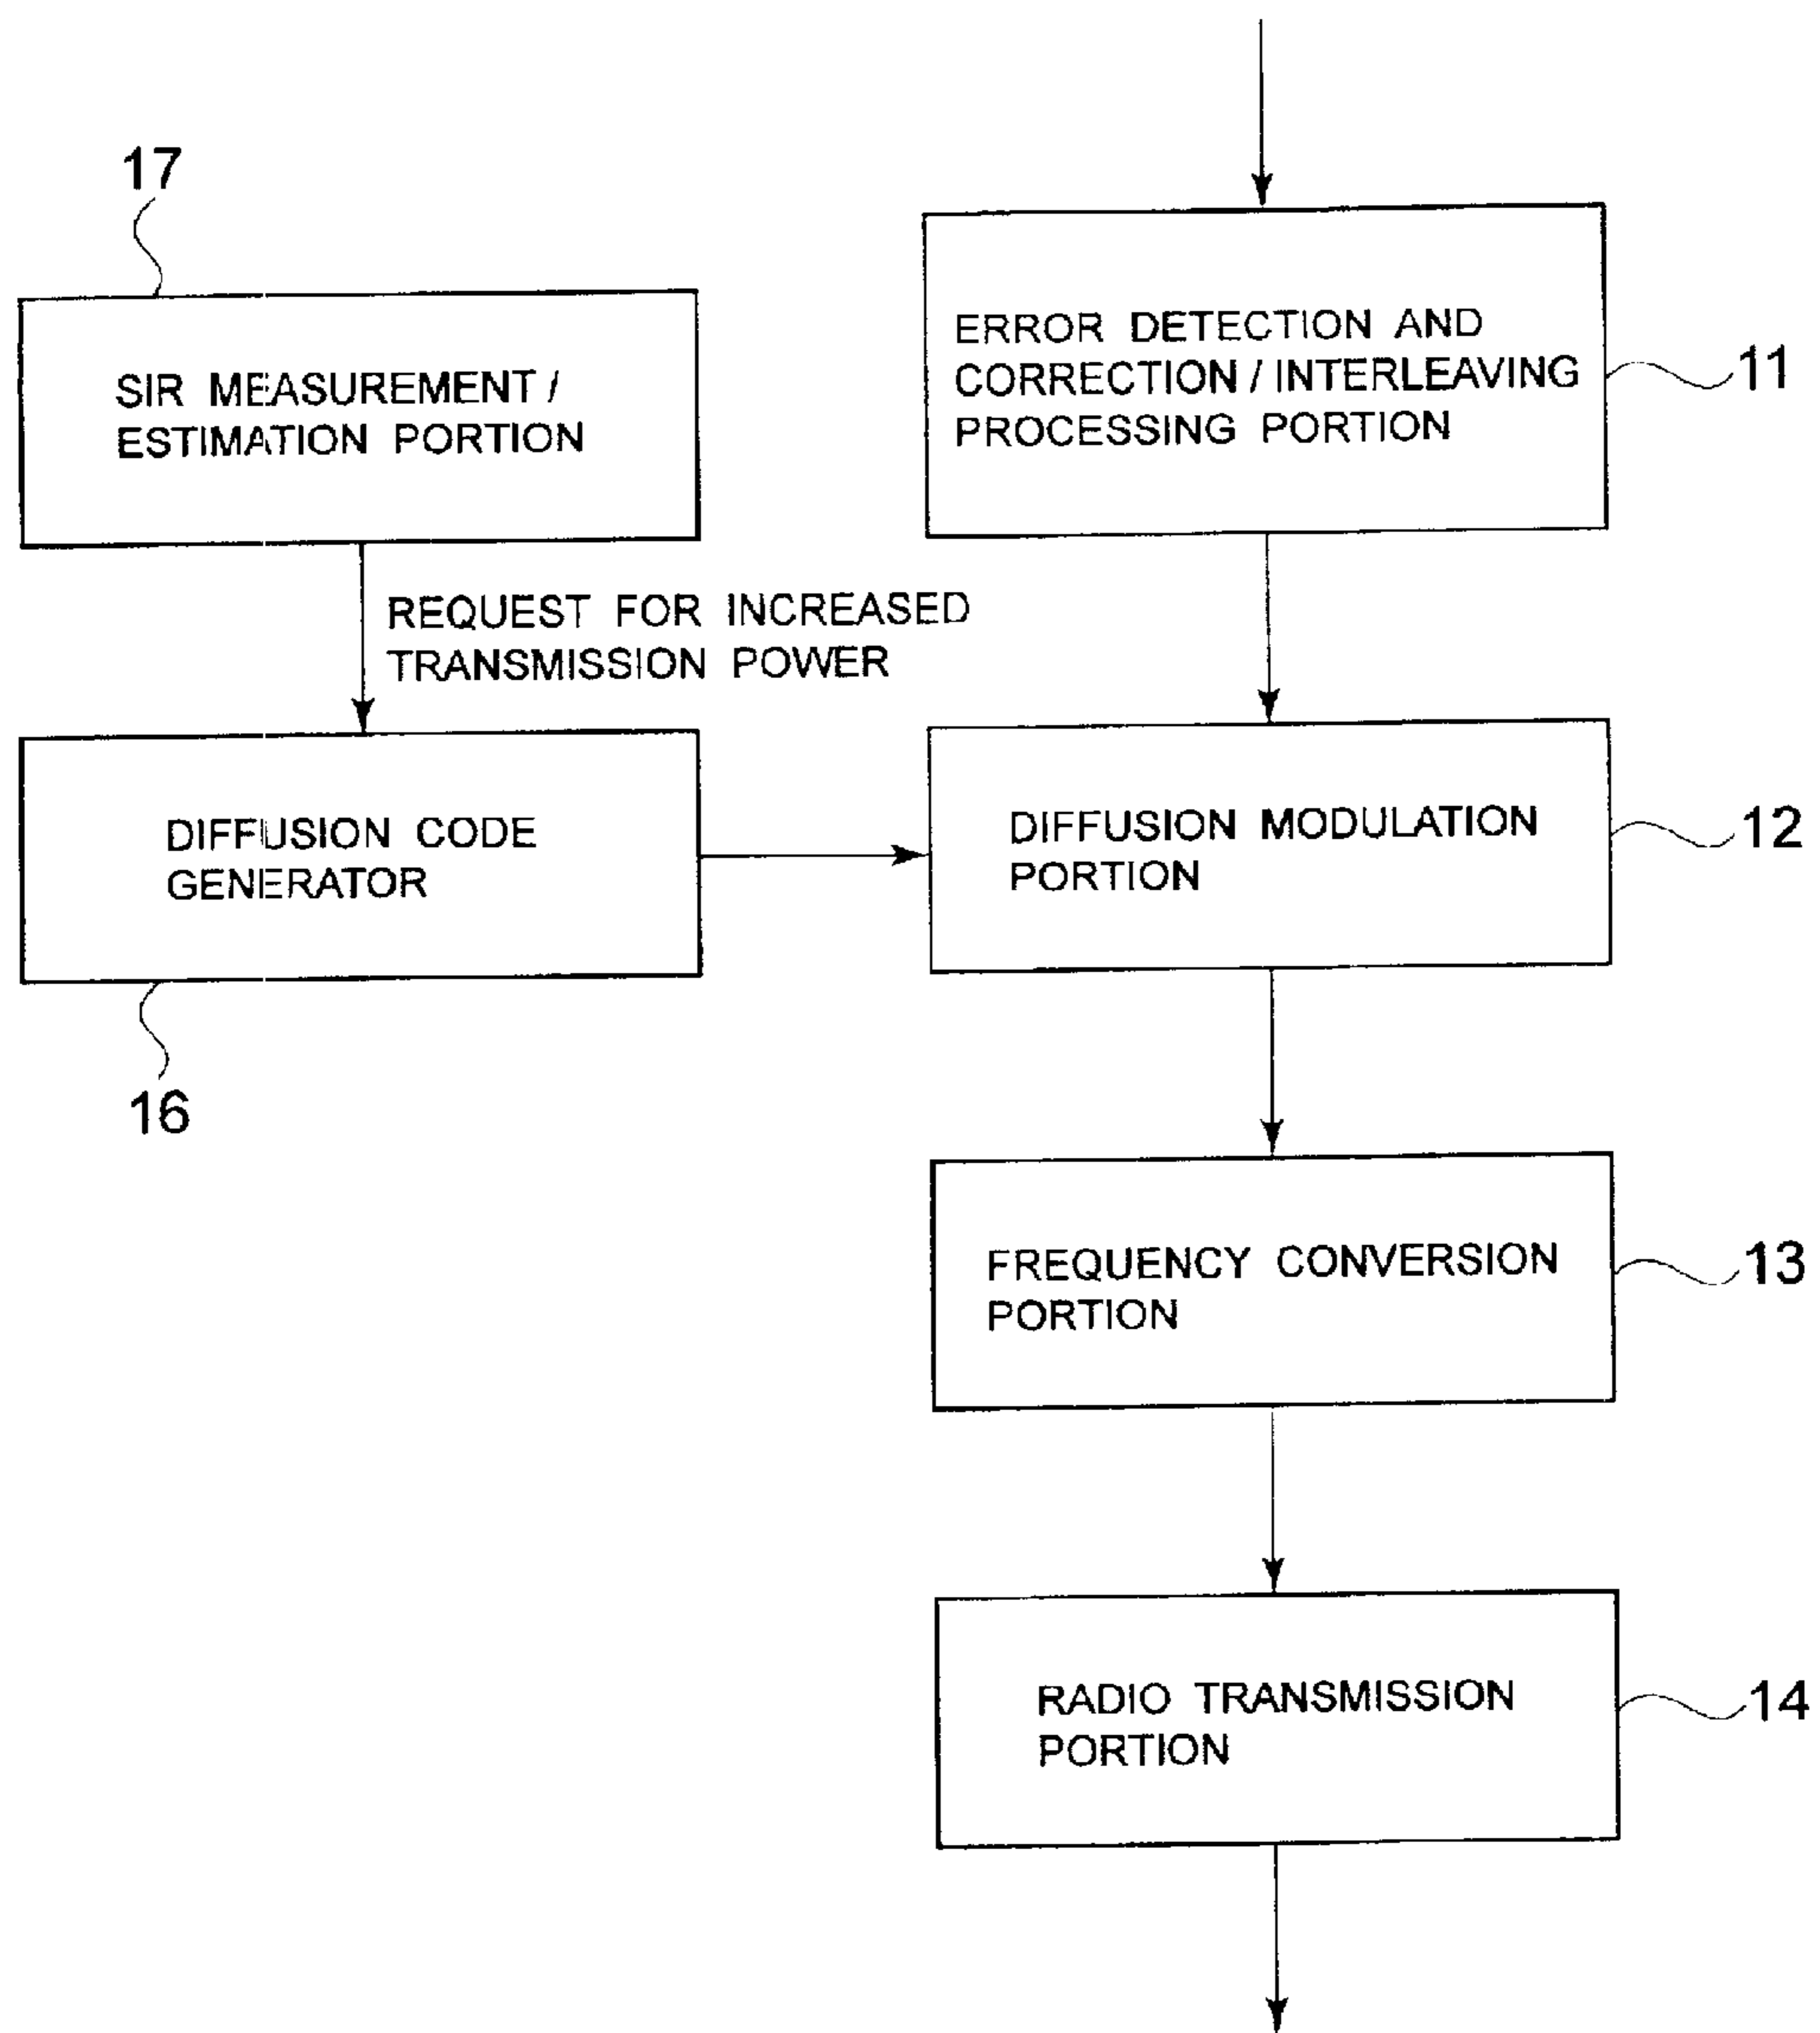 17
SIR MEASUREMENT /
ESTIMATION PORTION
ERROR DETECTION AND
CORRECTION / INTERLEAVING
PROCESSING PORTION
11
REQUEST FOR INCREASED
TRANSMISSION POWER
DIFFUSION CODE
GENERATOR
16
DIFFUSION MODULATION
PORTION
12
FREQUENCY CONVERSION
PORTION
13
RADIO TRANSMISSION
PORTION
14